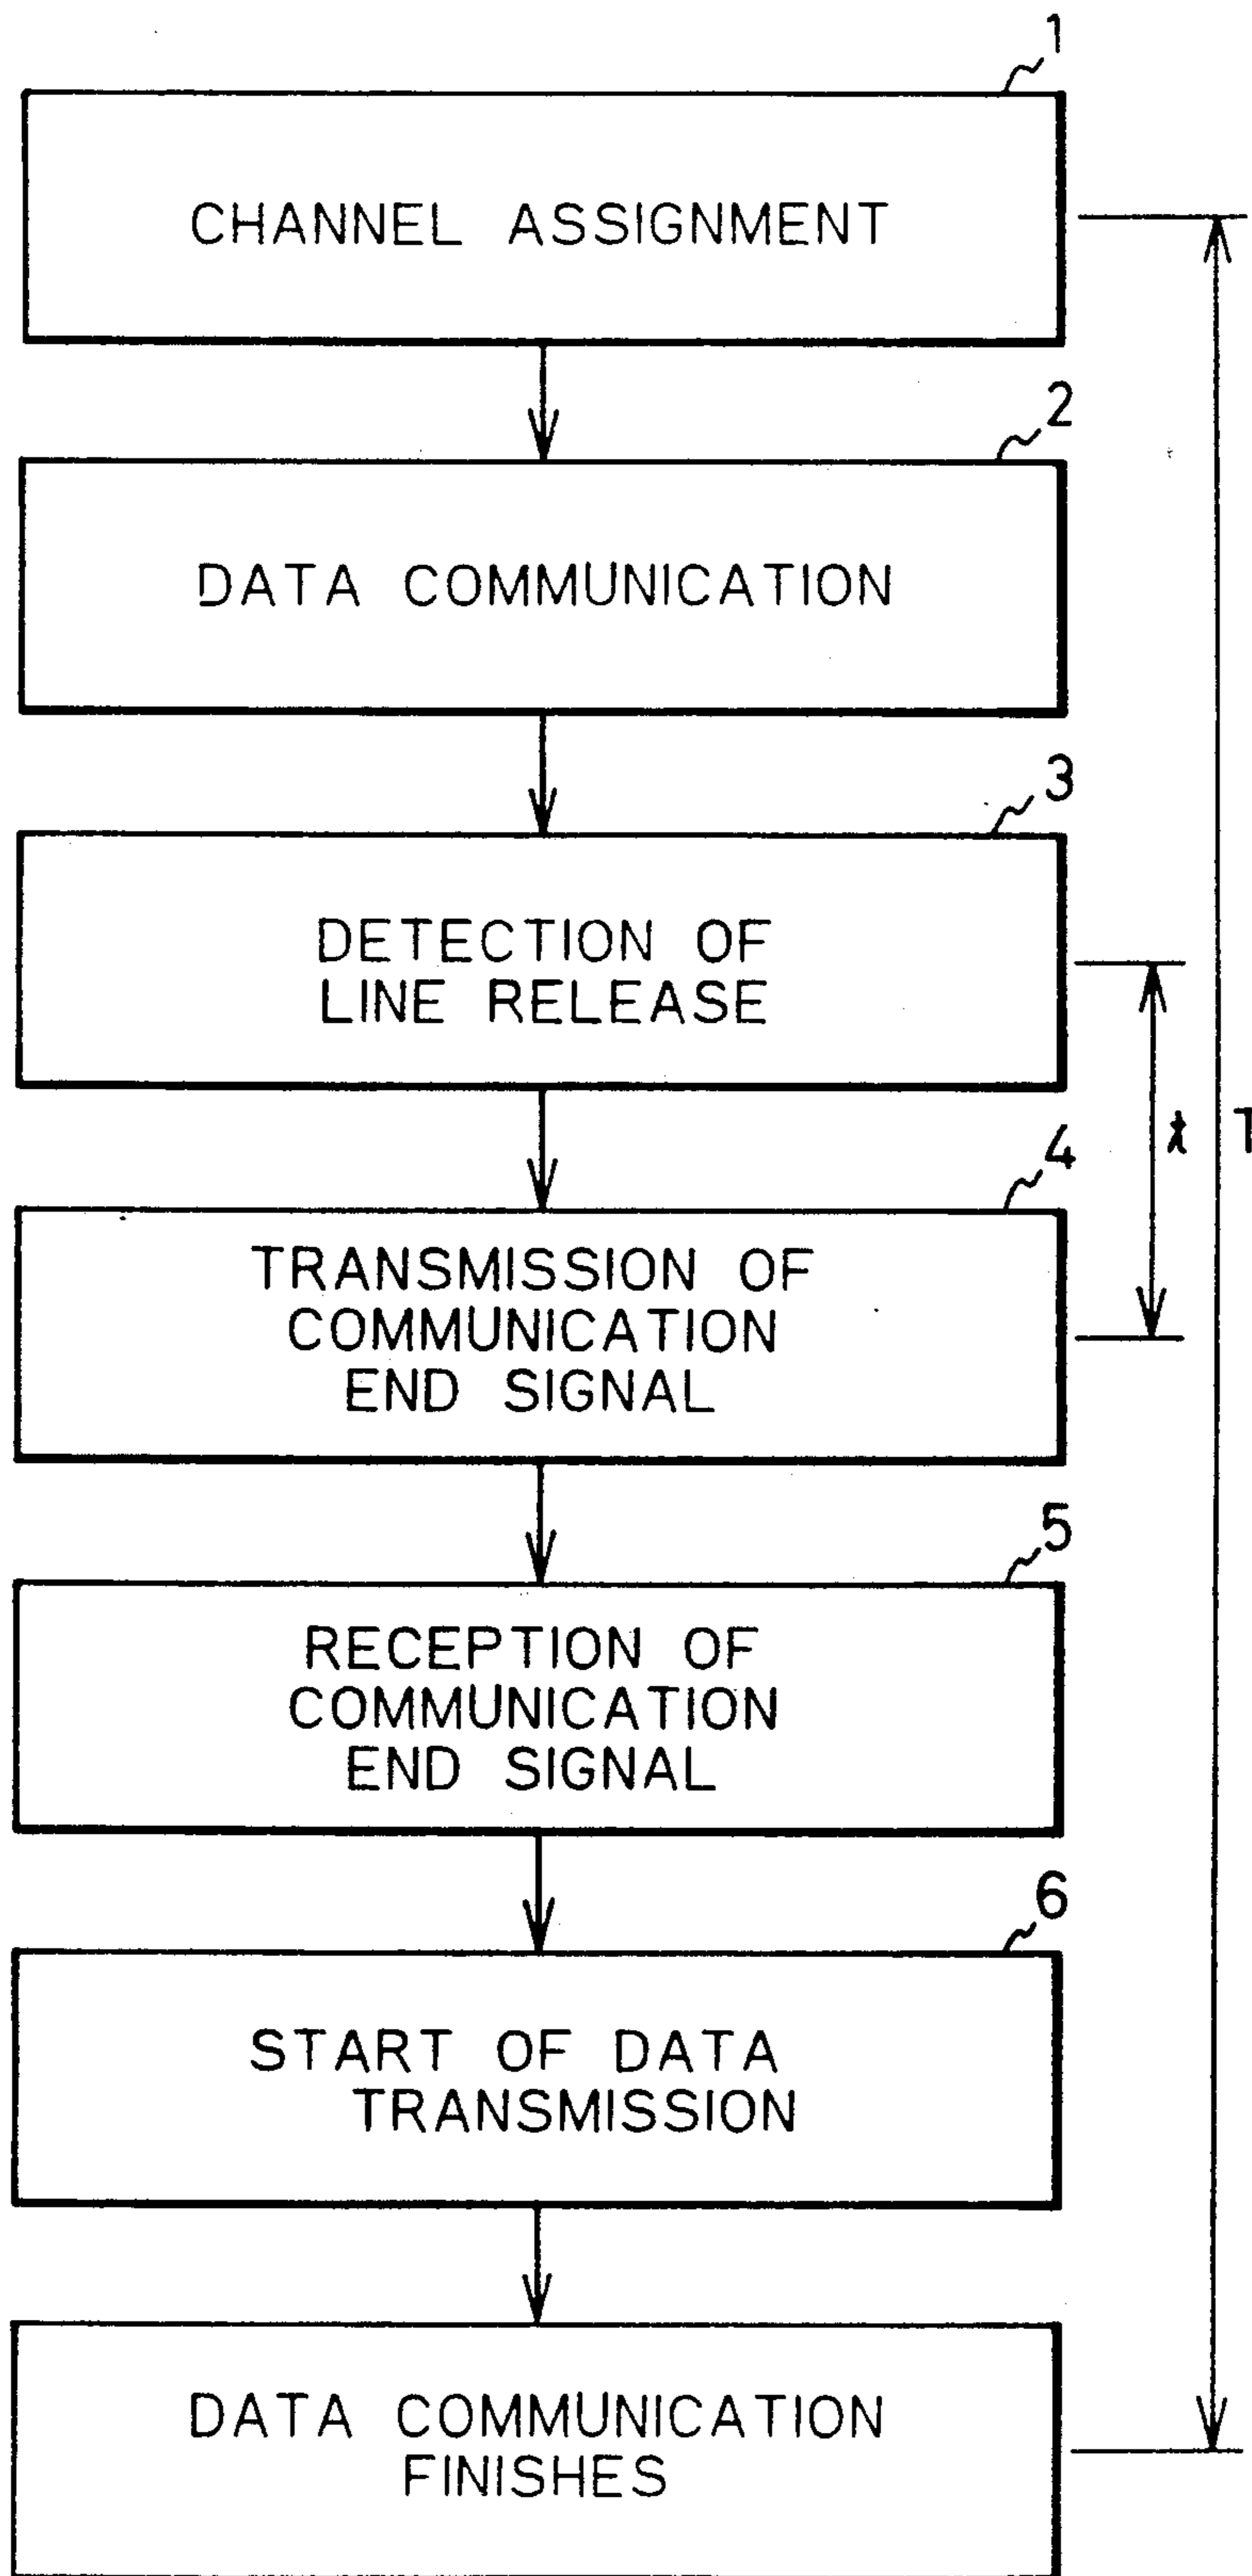 1
CHANNEL ASSIGNMENT
2
DATA COMMUNICATION
3
DETECTION OF
LINE RELEASE
t T
4
TRANSMISSION OF
COMMUNICATION
END SIGNAL
5
RECEPTION OF
COMMUNICATION
END SIGNAL
6
START OF DATA
TRANSMISSION
DATA COMMUNICATION
FINISHES